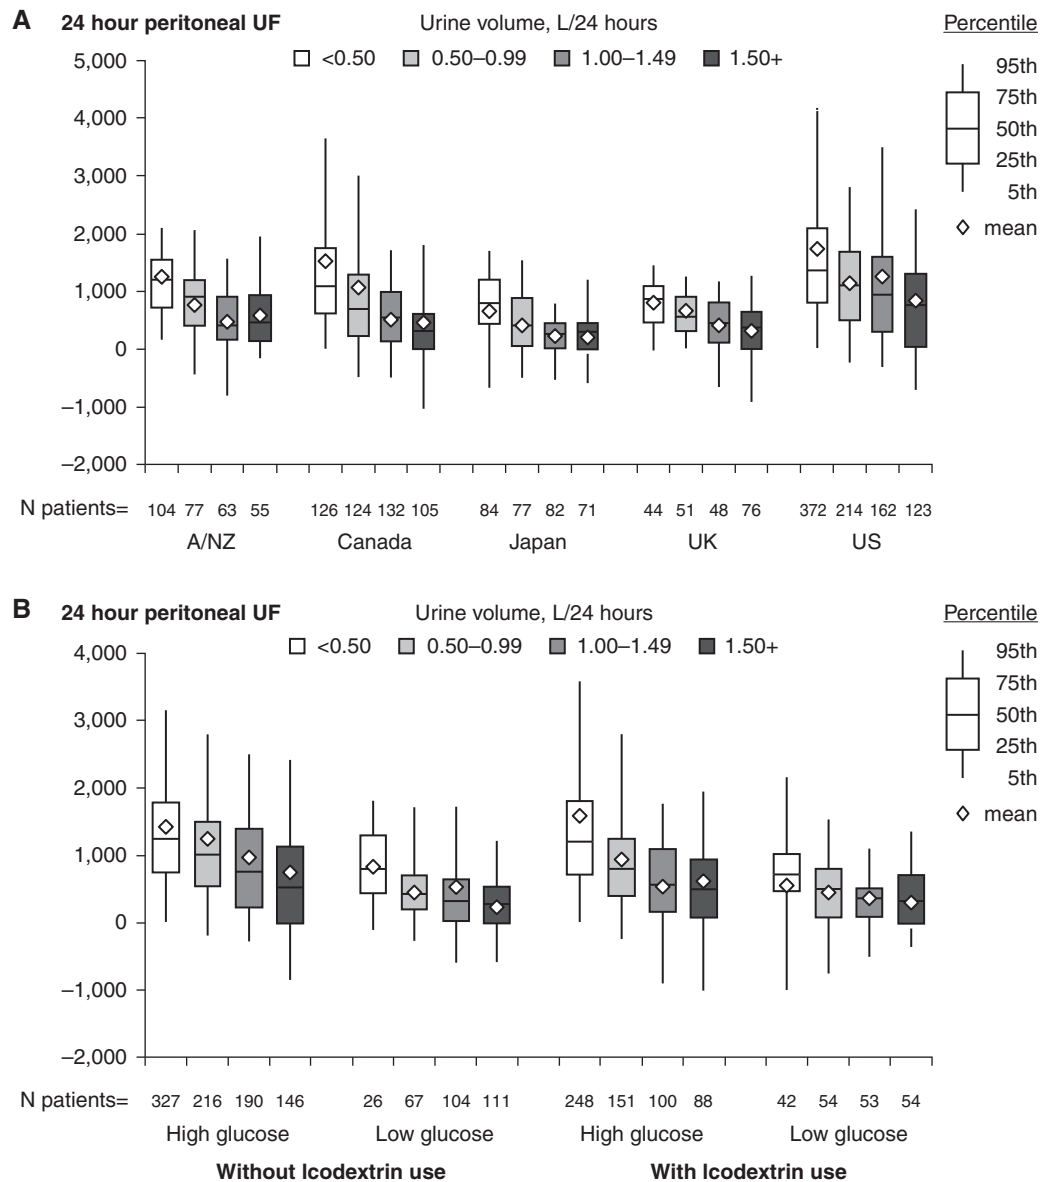 A 24 hour peritoneal UF Urine volume, L/24 hours Percentile
<0.50 0.50–0.99 1.00–1.49 1.50+
95th
75th
50th
25th
5th
mean
5,000
4,000
3,000
2,000
1,000
0
–1,000
–2,000
N patients= 104 77 63 55 126 124 132 105 84 77 82 71 44 51 48 76 372 214 162 123
A/NZ Canada Japan UK US
B 24 hour peritoneal UF Urine volume, L/24 hours Percentile
<0.50 0.50–0.99 1.00–1.49 1.50+
95th
75th
50th
25th
5th
mean
4,000
3,000
2,000
1,000
0
–1,000
–2,000
N patients= 327 216 190 146 26 67 104 111 248 151 100 88 42 54 53 54
High glucose Low glucose High glucose Low glucose
Without Icodextrin use With Icodextrin use